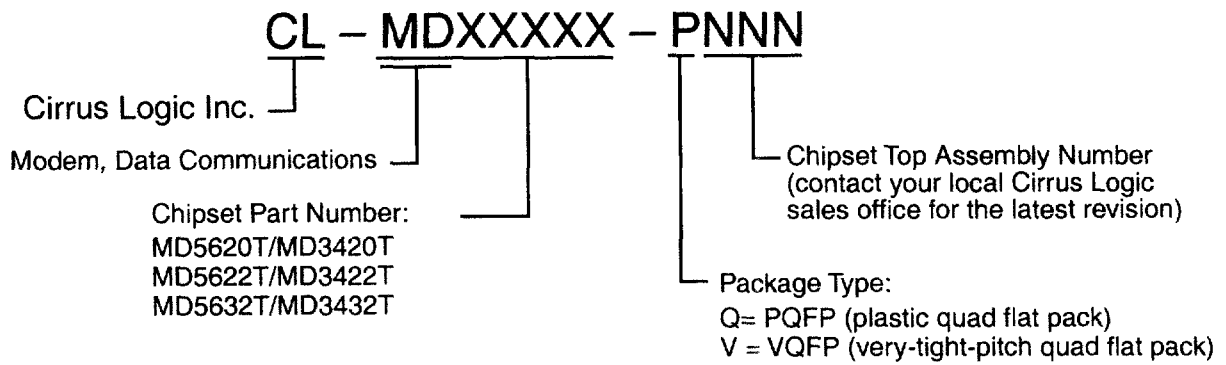 CL – MDXXXXX – PNNN
Cirrus Logic Inc.
Modem, Data Communications
Chipset Part Number:
MD5620T/MD3420T
MD5622T/MD3422T
MD5632T/MD3432T
Chipset Top Assembly Number
(contact your local Cirrus Logic
sales office for the latest revision)
Package Type:
Q= PQFP (plastic quad flat pack)
V = VQFP (very-tight-pitch quad flat pack)